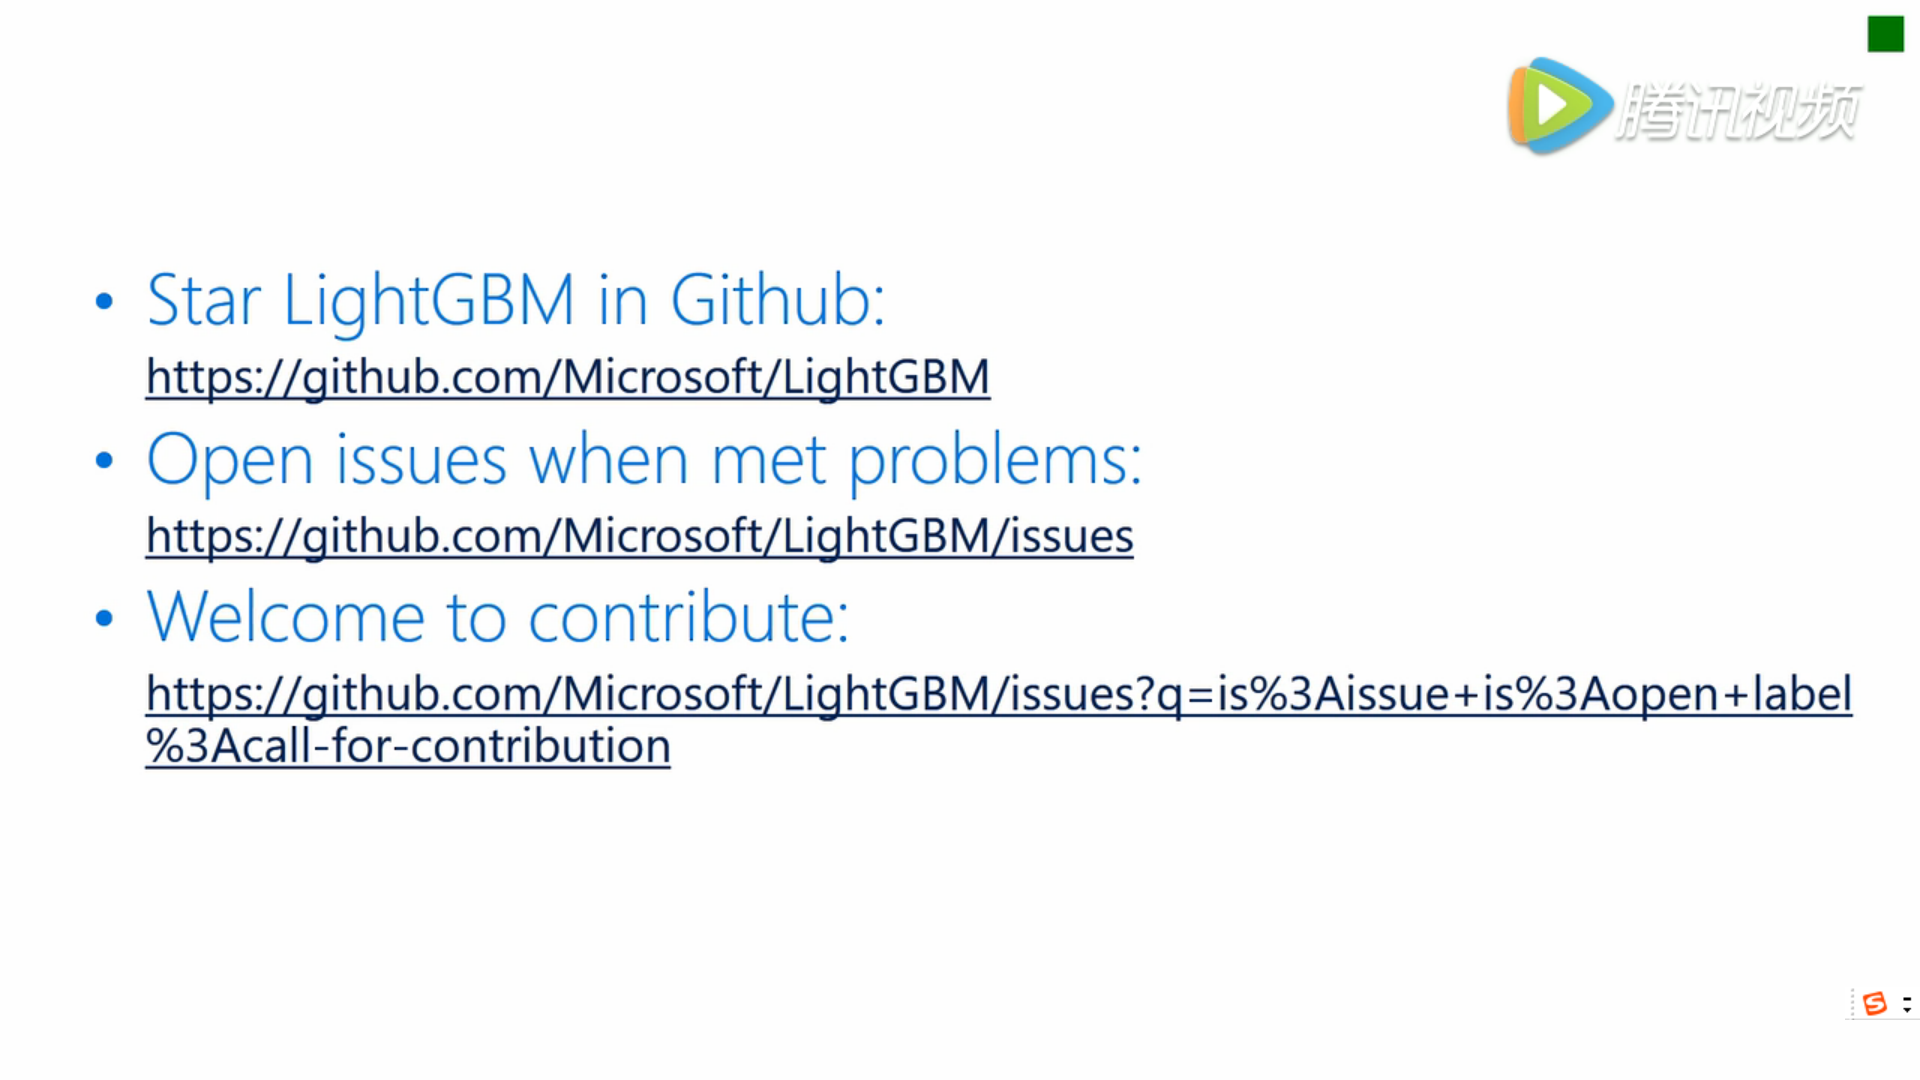 腾讯视频
• Star LightGBM in Github:
https://github.com/Microsoft/LightGBM
• Open issues when met problems:
https://github.com/Microsoft/LightGBM/issues
• Welcome to contribute:
https://github.com/Microsoft/LightGBM/issues?q=is%3Aissue+is%3Aopen+label
%3Acall-for-contribution